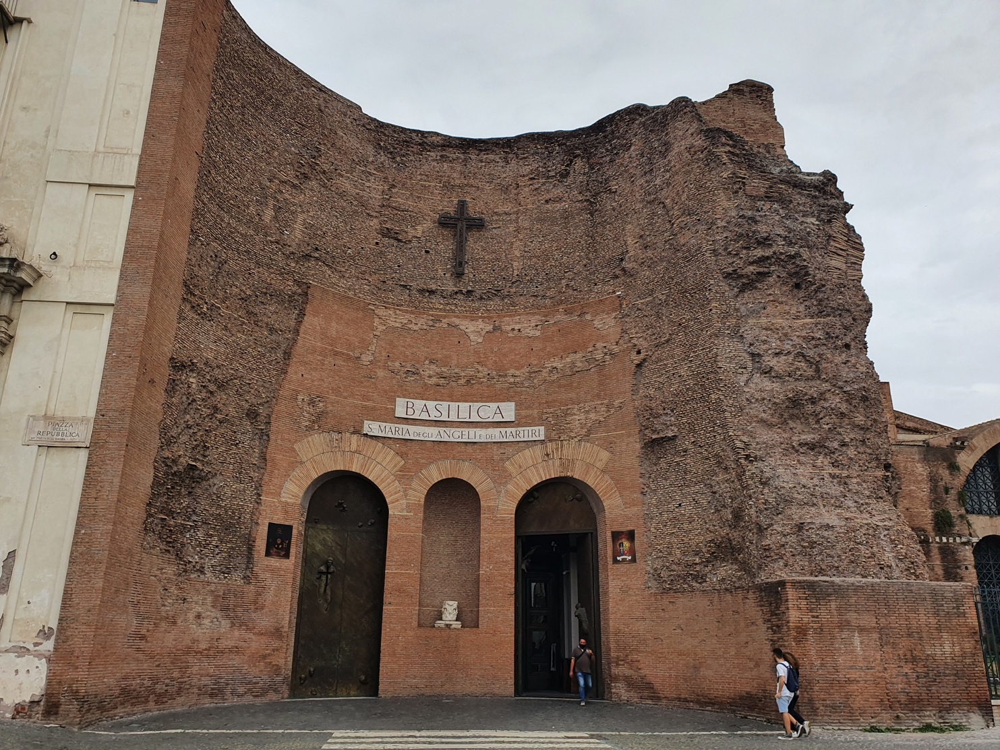 BASILICA
S. MARIA DEGLI ANGELI E DEI MARTIRI
PIAZZA
DELLA
REPUBBLICA